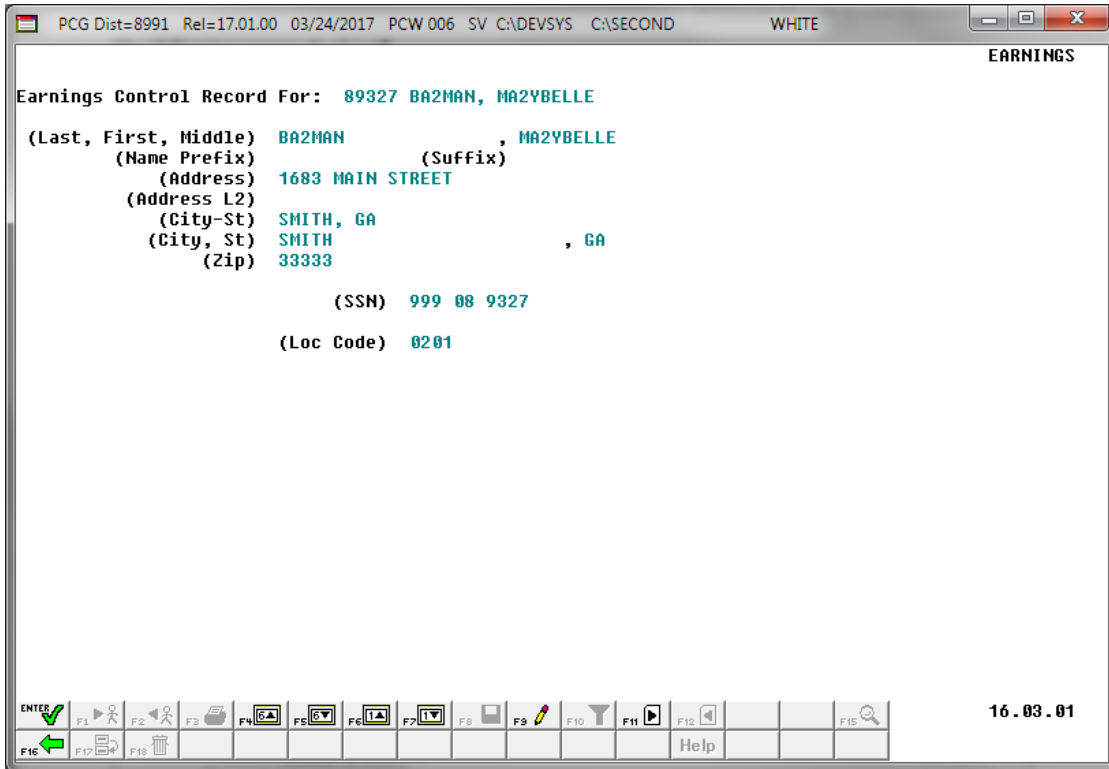 PCG Dist=8991 Rel=17.01.00 03/24/2017 PCW 006 SV C:\DEVSYS C:\SECOND WHITE
EARNINGS
Earnings Control Record For: 89327 BA2MAN, MA2YBELLE
(Last, First, Middle) BA2MAN , MA2YBELLE
(Name Prefix) (Suffix)
(Address) 1683 MAIN STREET
(Address L2)
(City-St) SMITH, GA
(City, St) SMITH , GA
(Zip) 33333
(SSN) 999 08 9327
(Loc Code) 0201
ENTER F1 F2 F3 F4 6 F5 6 F6 1 F7 1 F8 F9 F10 F11 F12 F15 16.03.01
F16 F17 F18 Help